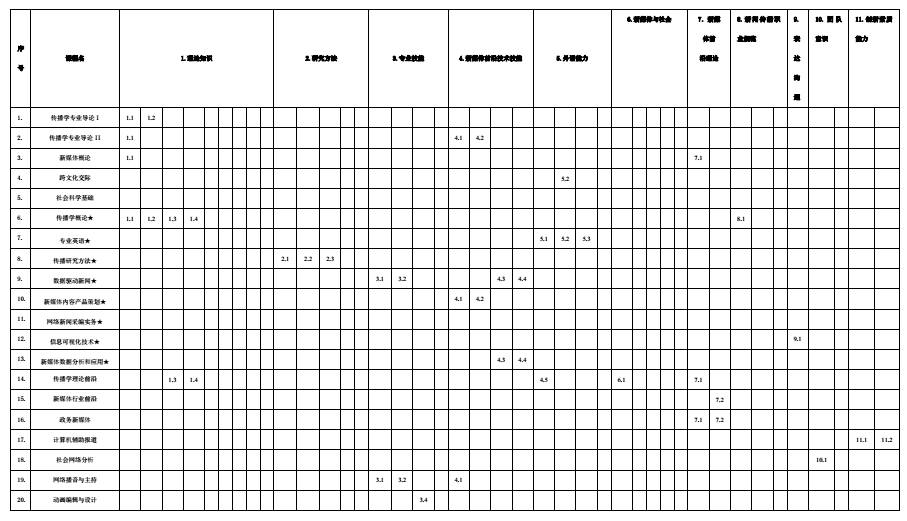 序号 课程名 1.理论知识 2.研究方法 3.专业技能 4.新媒体前沿技术技能 5.外语能力 6.新媒体与社会 7. 新媒体前沿理论 8. 新闻传播职业规范 9. 表达沟通 10. 团队意识 11.创新素质能力
1. 传播学专业导论 I 1.1 1.2
2. 传播学专业导论 II 1.1 4.1 4.2
3. 新媒体概论 1.1 7.1
4. 跨文化交际 5.2
5. 社会科学基础
6. 传播学概论★ 1.1 1.2 1.3 1.4 8.1
7. 专业英语★ 5.1 5.2 5.3
8. 传播研究方法★ 2.1 2.2 2.3
9. 数据驱动新闻★ 3.1 3.2 4.3 4.4
10. 新媒体内容产品策划★ 4.1 4.2
11. 网络新闻采编实务★
12. 信息可视化技术★ 9.1
13. 新媒体数据分析和应用★ 4.3 4.4
14. 传播学理论前沿 1.3 1.4 4.5 6.1 7.1
15. 新媒体行业前沿 7.2
16. 政务新媒体 7.1 7.2
17. 计算机辅助报道 11.1 11.2
18. 社会网络分析 10.1
19. 网络播音与主持 3.1 3.2 4.1
20. 动画编辑与设计 3.4